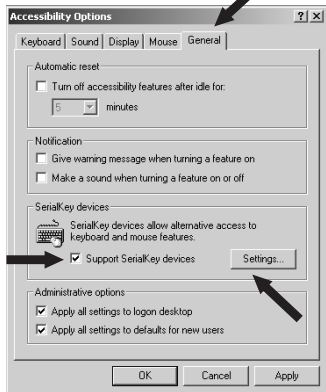 Accessibility Options
Keyboard Sound Display Mouse General
Automatic reset
Turn off accessibility features after idle for:
5 minutes
Notification
Give warning message when turning a feature on
Make a sound when turning a feature on or off
SerialKey devices
SerialKey devices allow alternative access to
keyboard and mouse features.
Support SerialKey devices Settings...
Administrative options
Apply all settings to logon desktop
Apply all settings to defaults for new users
OK Cancel Apply